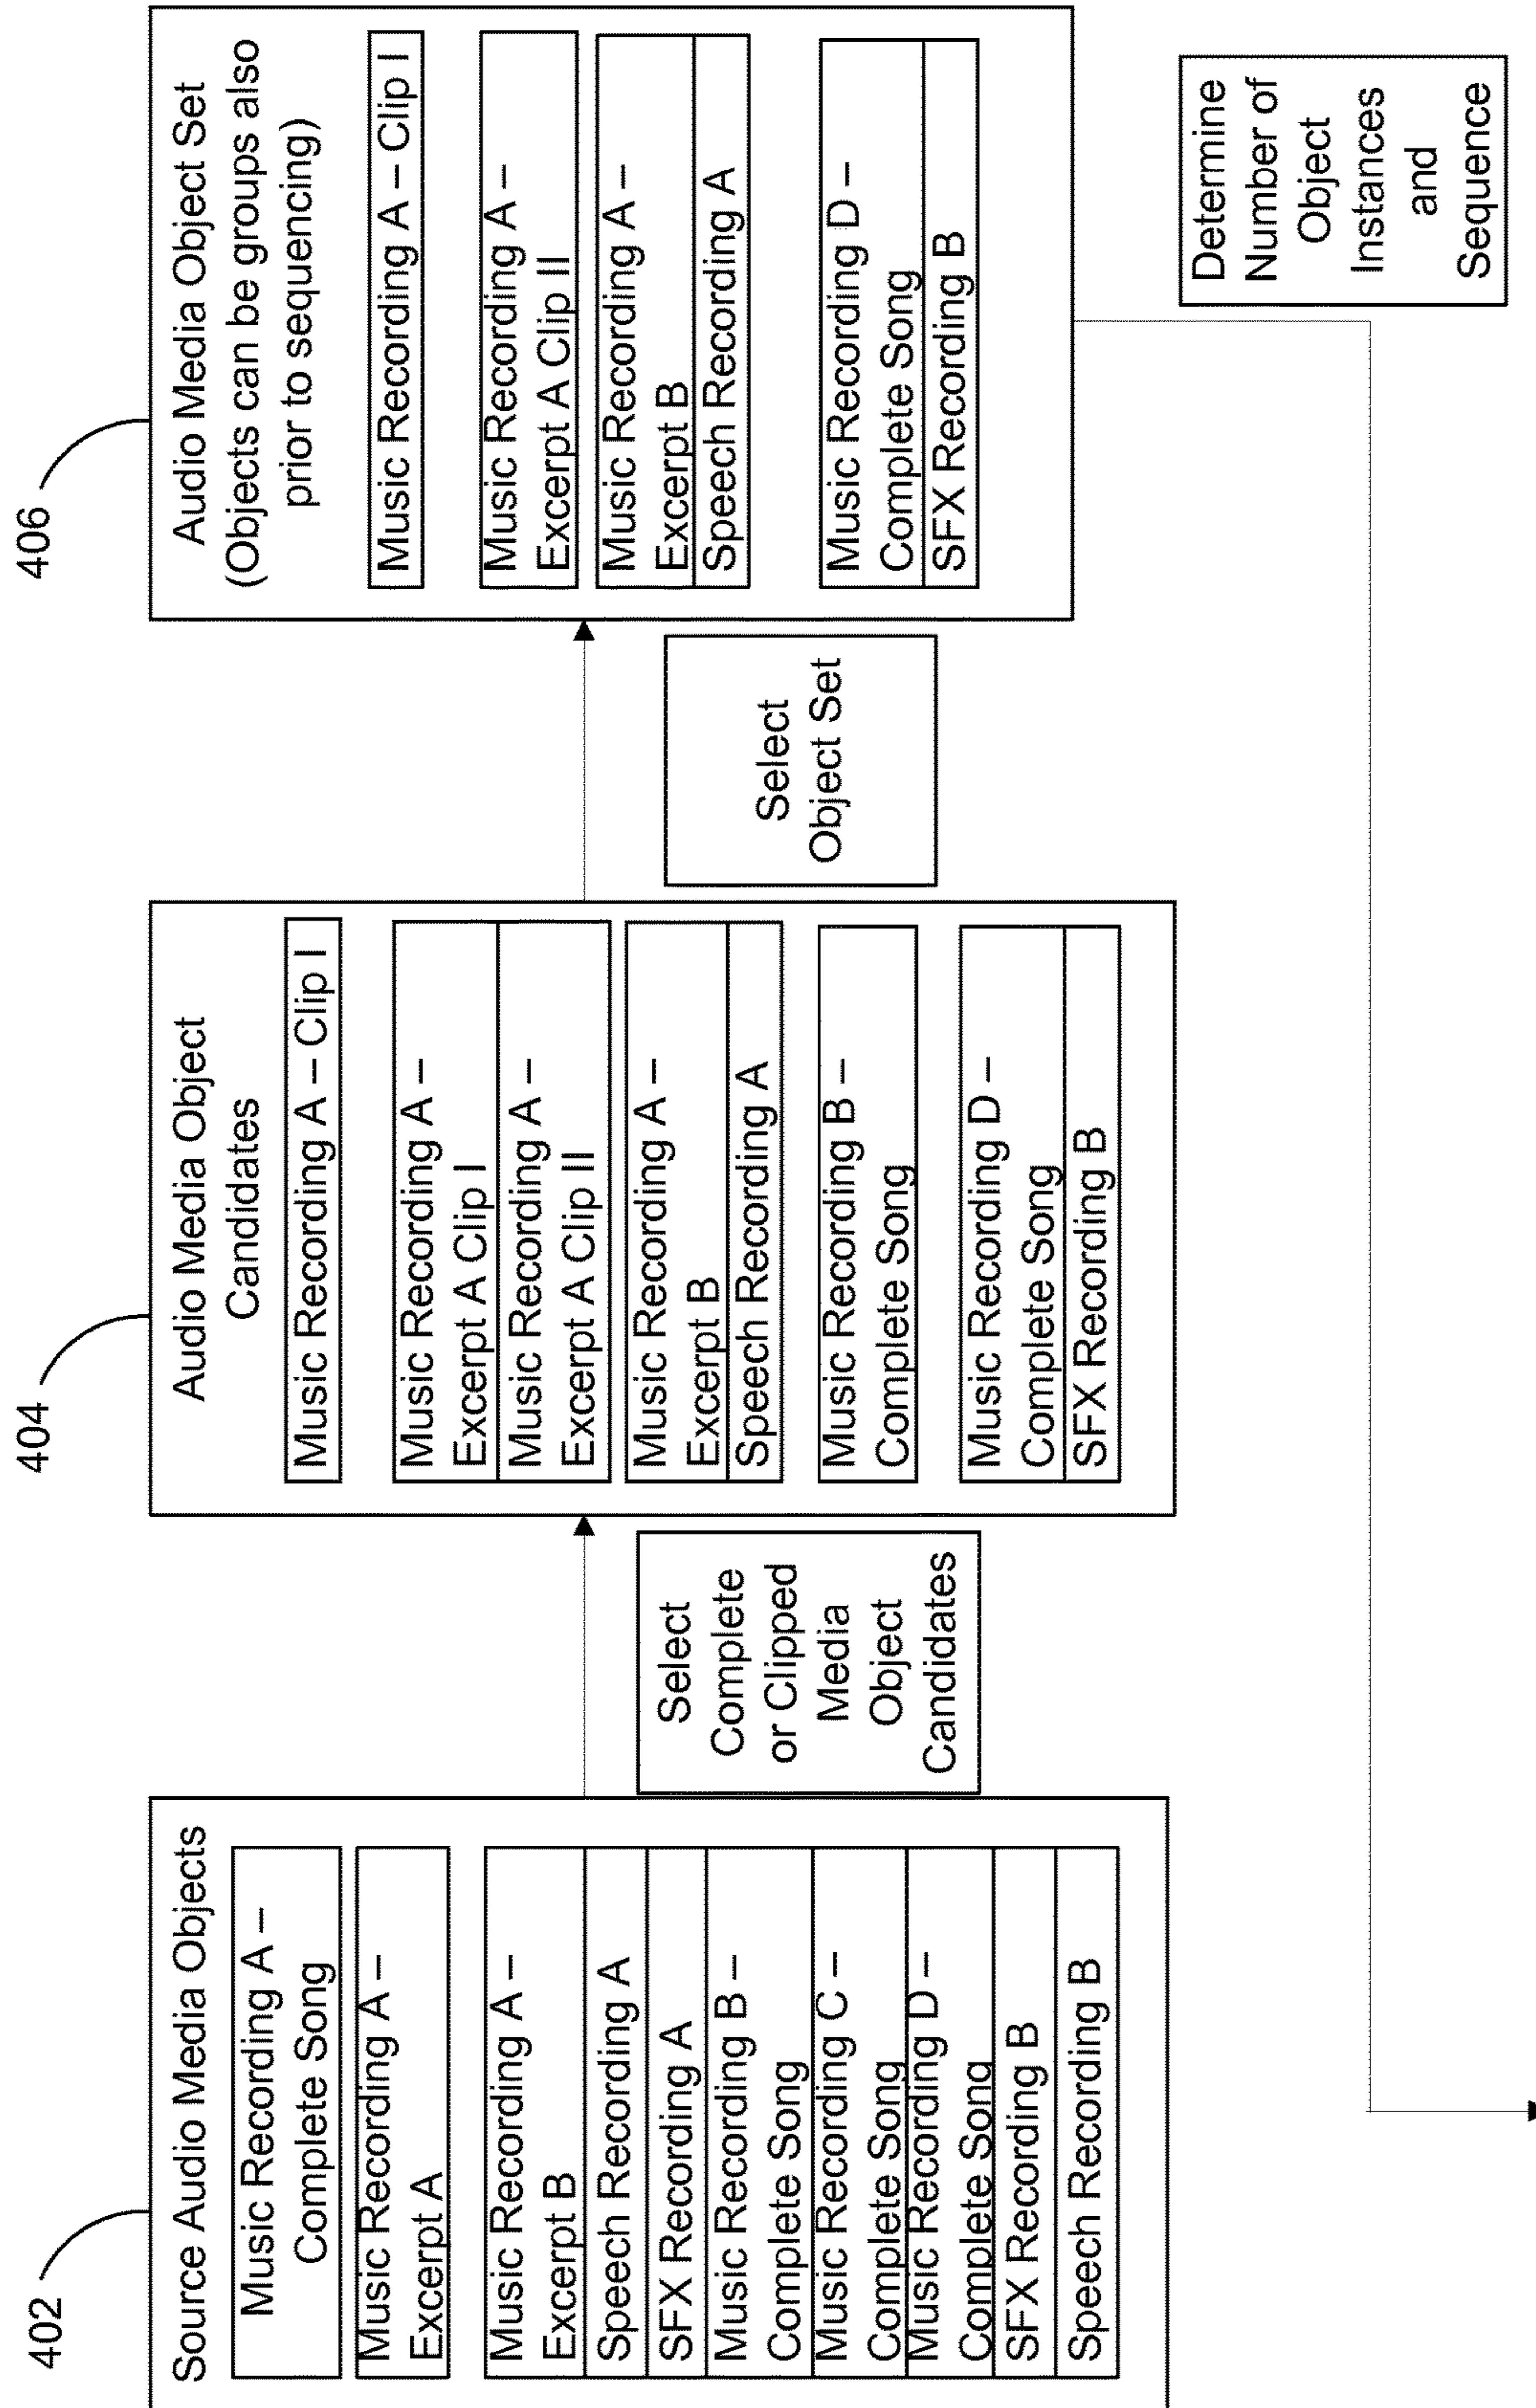 402
Source Audio Media Objects
Music Recording A –
Complete Song
Music Recording A –
Excerpt A
Music Recording A –
Excerpt B
Speech Recording A
SFX Recording A
Music Recording B –
Complete Song
Music Recording C –
Complete Song
Music Recording D –
Complete Song
SFX Recording B
Speech Recording B
Select
Complete
or Clipped
Media
Object
Candidates
404
Audio Media Object
Candidates
Music Recording A – Clip I
Music Recording A –
Excerpt A Clip I
Music Recording A –
Excerpt A Clip II
Music Recording A –
Excerpt B
Speech Recording A
Music Recording B –
Complete Song
Music Recording D –
Complete Song
SFX Recording B
Select
Object Set
406
Audio Media Object Set
(Objects can be groups also
prior to sequencing)
Music Recording A – Clip I
Music Recording A –
Excerpt A Clip II
Music Recording A –
Excerpt B
Speech Recording A
Music Recording D –
Complete Song
SFX Recording B
Determine
Number of
Object
Instances
and
Sequence